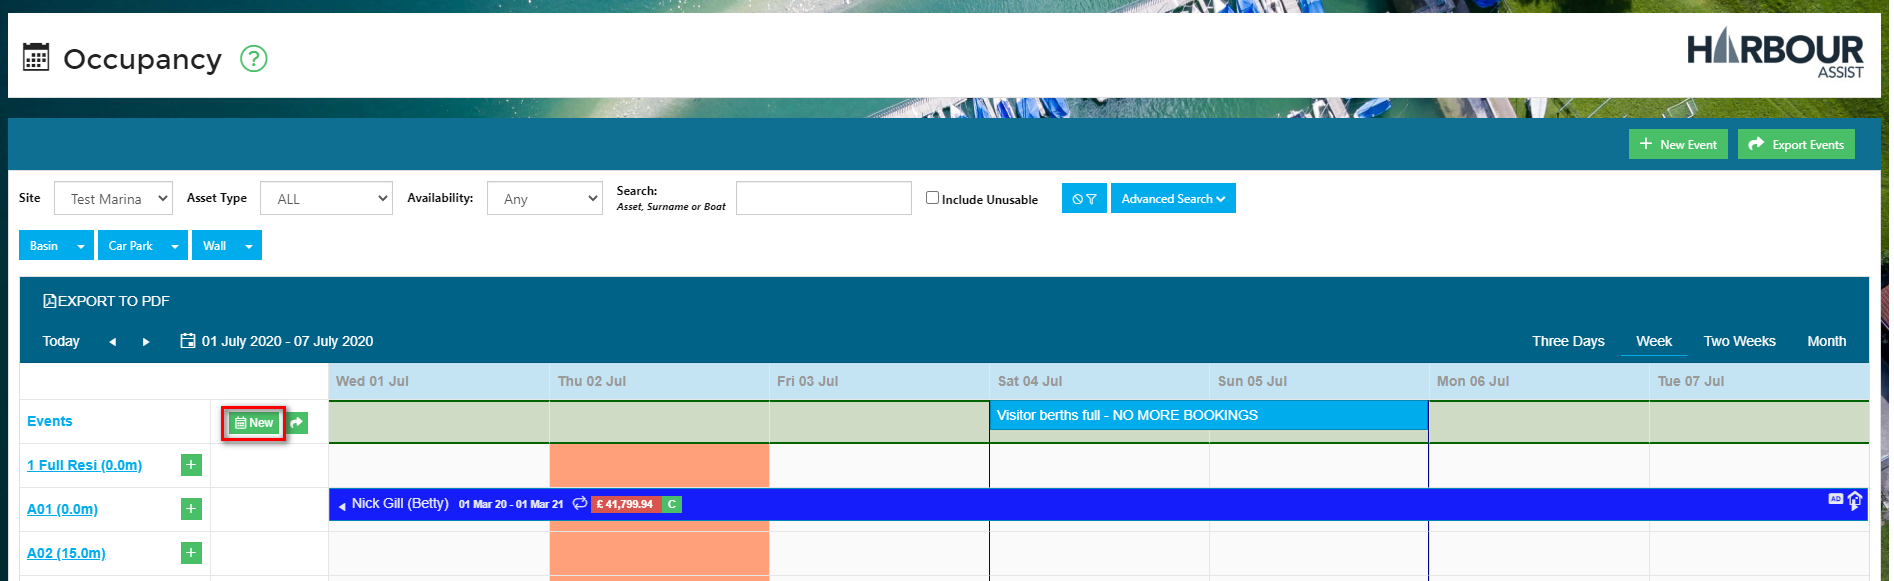 Occupancy ?
HARBOUR
ASSIST
New Event
Export Events
Site Test Marina Asset Type ALL Availability: Any Search: Asset, Surname or Boat Include Unusable Advanced Search
Basin Car Park Wall
EXPORT TO PDF
Today 01 July 2020 - 07 July 2020 Three Days Week Two Weeks Month
Wed 01 Jul Thu 02 Jul Fri 03 Jul Sat 04 Jul Sun 05 Jul Mon 06 Jul Tue 07 Jul
Events New Visitor berths full - NO MORE BOOKINGS
1 Full Resi (0.0m) +
A01 (0.0m) + Nick Gill (Betty) 01 Mar 20 - 01 Mar 21 £ 41,799.94 C AD
A02 (15.0m) +